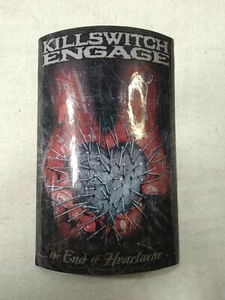 KILLSWITCH
ENGAGE
...the End of Heartache